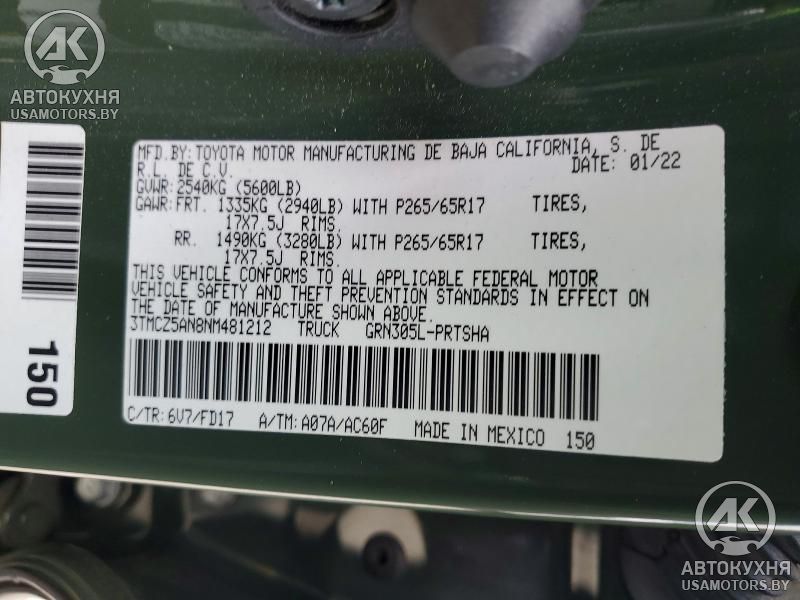 АК
АВТОКУХНЯ
USAMOTORS.BY
150
MFD.BY:TOYOTA MOTOR MANUFACTURING DE BAJA CALIFORNIA, S. DE
R.L. DE C.V. DATE: 01/22
GVWR:2540KG (5600LB)
GAWR:FRT. 1335KG (2940LB) WITH P265/65R17 TIRES,
17X7.5J RIMS.
RR. 1490KG (3280LB) WITH P265/65R17 TIRES,
17X7.5J RIMS.
THIS VEHICLE CONFORMS TO ALL APPLICABLE FEDERAL MOTOR
VEHICLE SAFETY AND THEFT PREVENTION STANDARDS IN EFFECT ON
THE DATE OF MANUFACTURE SHOWN ABOVE.
3TMCZ5AN8NM481212 TRUCK GRN305L-PRTSHA
C/TR:6V7/FD17 A/TM:A07A/AC60F MADE IN MEXICO 150
АК
АВТОКУХНЯ
USAMOTORS.BY